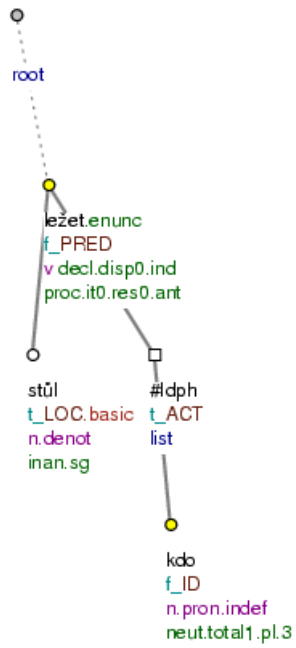 root
ležet.enunc
f_PRED
v decl.disp0.ind
proc.it0.res0.ant
stůl
t_LOC.basic
n.denot
inan.sg
#Idph
t_ACT
list
kdo
f_ID
n.pron.indef
neut.total1.pl.3